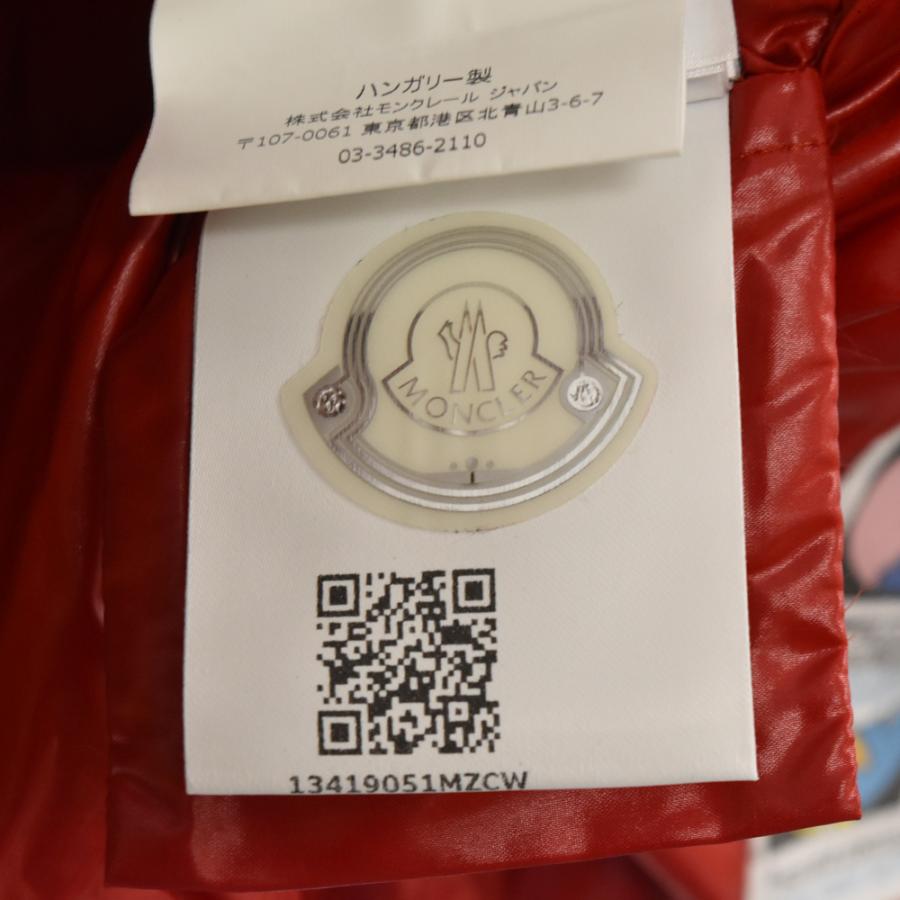 ハンガリー製
株式会社モンクレール ジャパン
〒107-0061 東京都港区北青山3-6-7
03-3486-2110
MONCLER
13419051MZCW